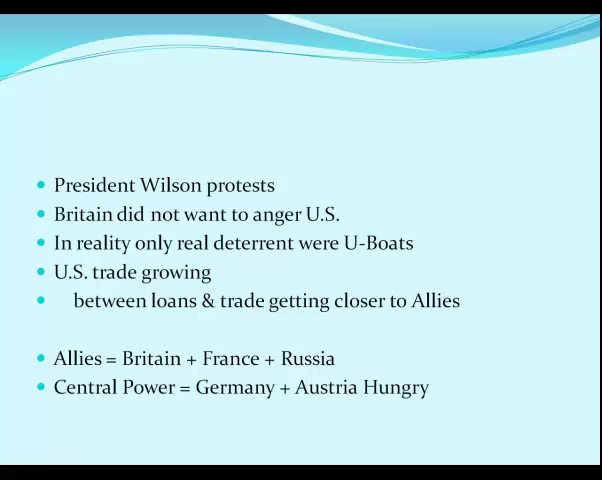 • President Wilson protests
• Britain did not want to anger U.S.
• In reality only real deterrent were U-Boats
• U.S. trade growing
• between loans & trade getting closer to Allies
• Allies = Britain + France + Russia
• Central Power = Germany + Austria Hungry